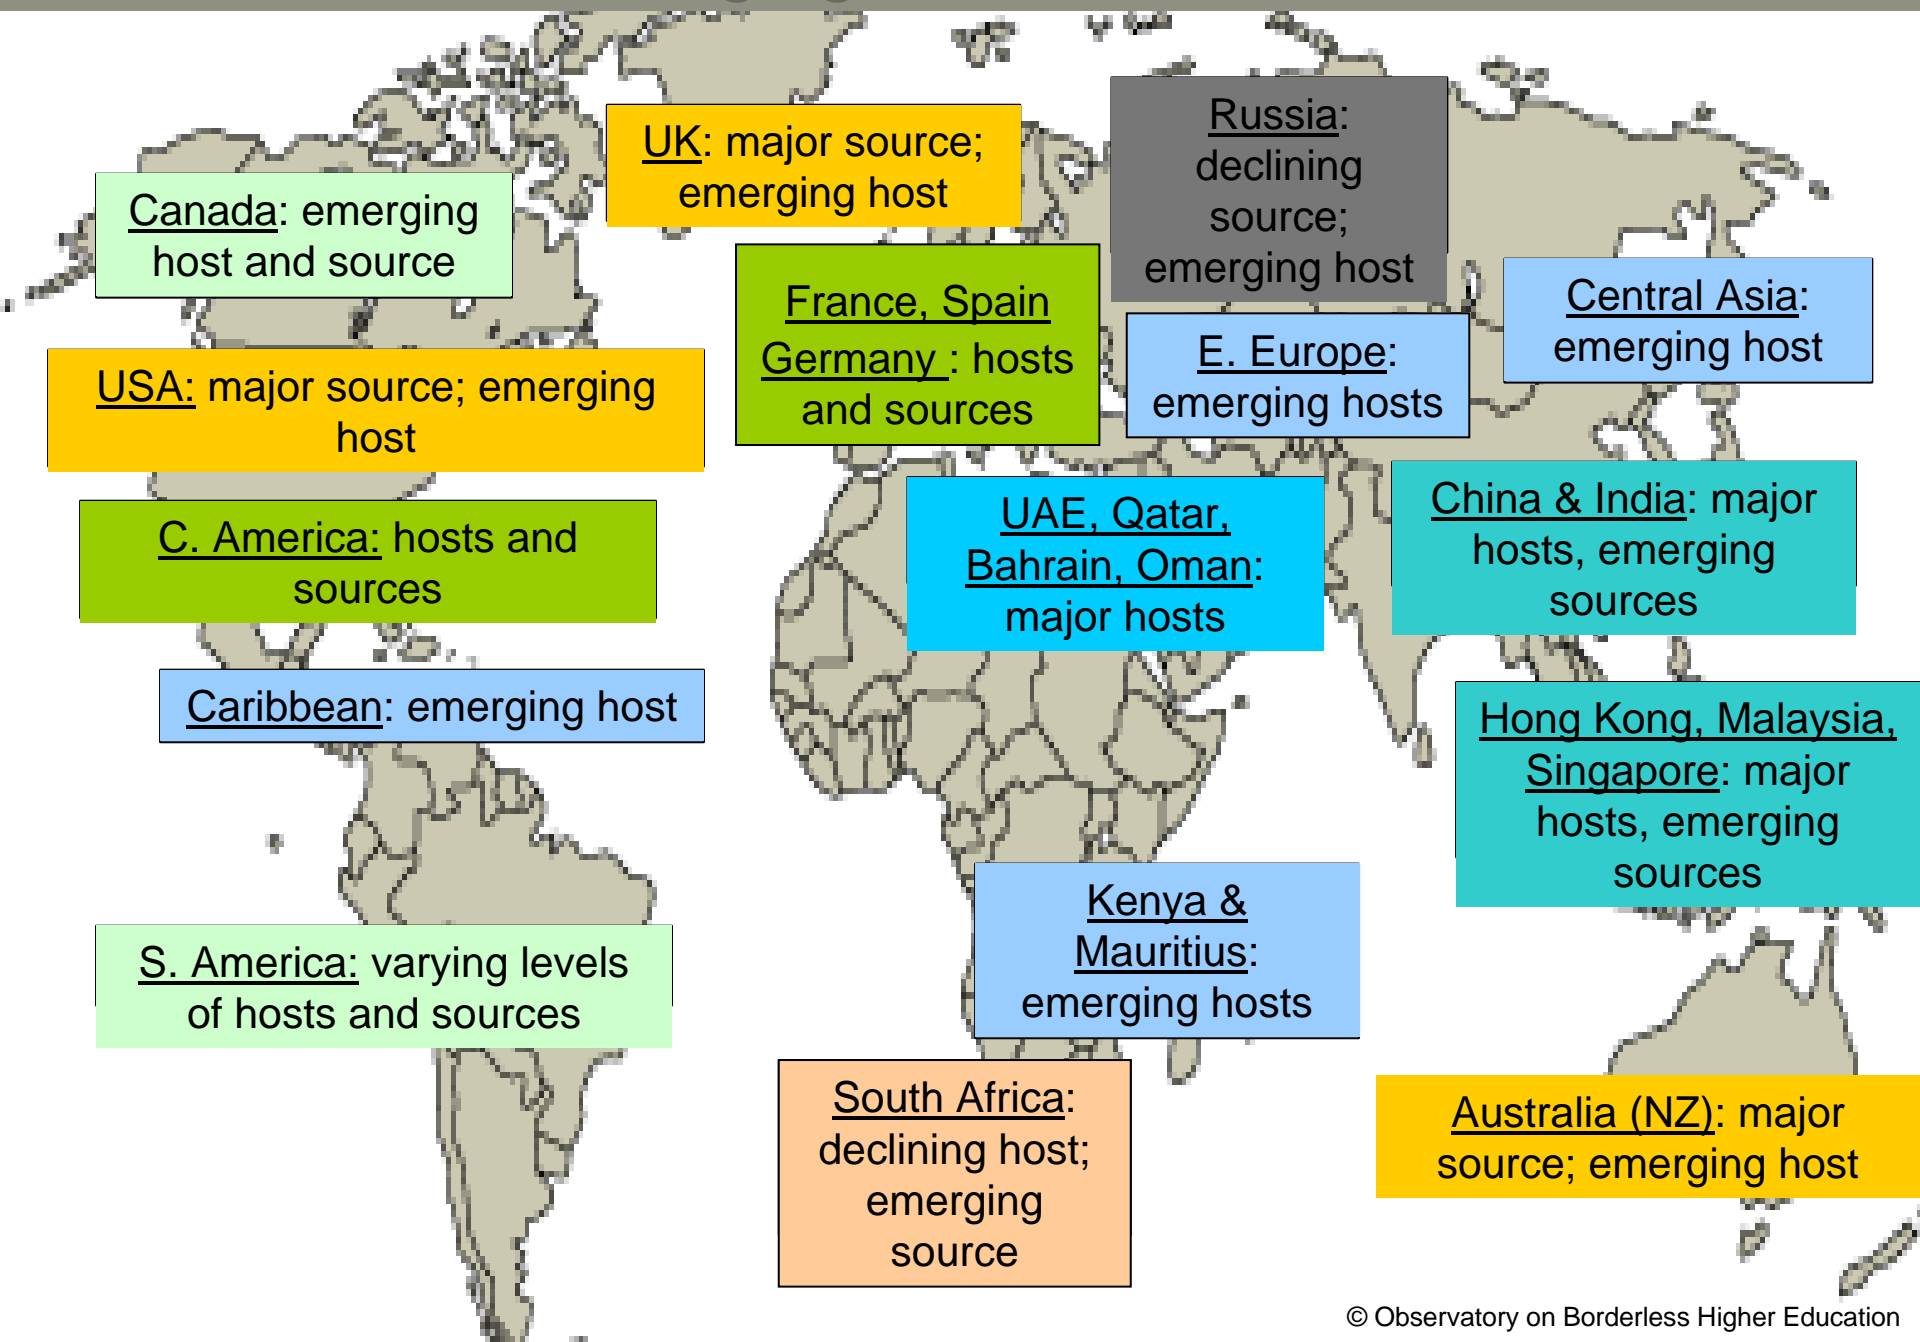 UK: major source;
emerging host
Russia:
declining
source;
emerging host
Canada: emerging
host and source
France, Spain
Germany : hosts
and sources
Central Asia:
emerging host
E. Europe:
emerging hosts
USA: major source; emerging
host
C. America: hosts and
sources
UAE, Qatar,
Bahrain, Oman:
major hosts
China & India: major
hosts, emerging
sources
Caribbean: emerging host
Hong Kong, Malaysia,
Singapore: major
hosts, emerging
sources
Kenya &
Mauritius:
emerging hosts
S. America: varying levels
of hosts and sources
South Africa:
declining host;
emerging
source
Australia (NZ): major
source; emerging host
© Observatory on Borderless Higher Education